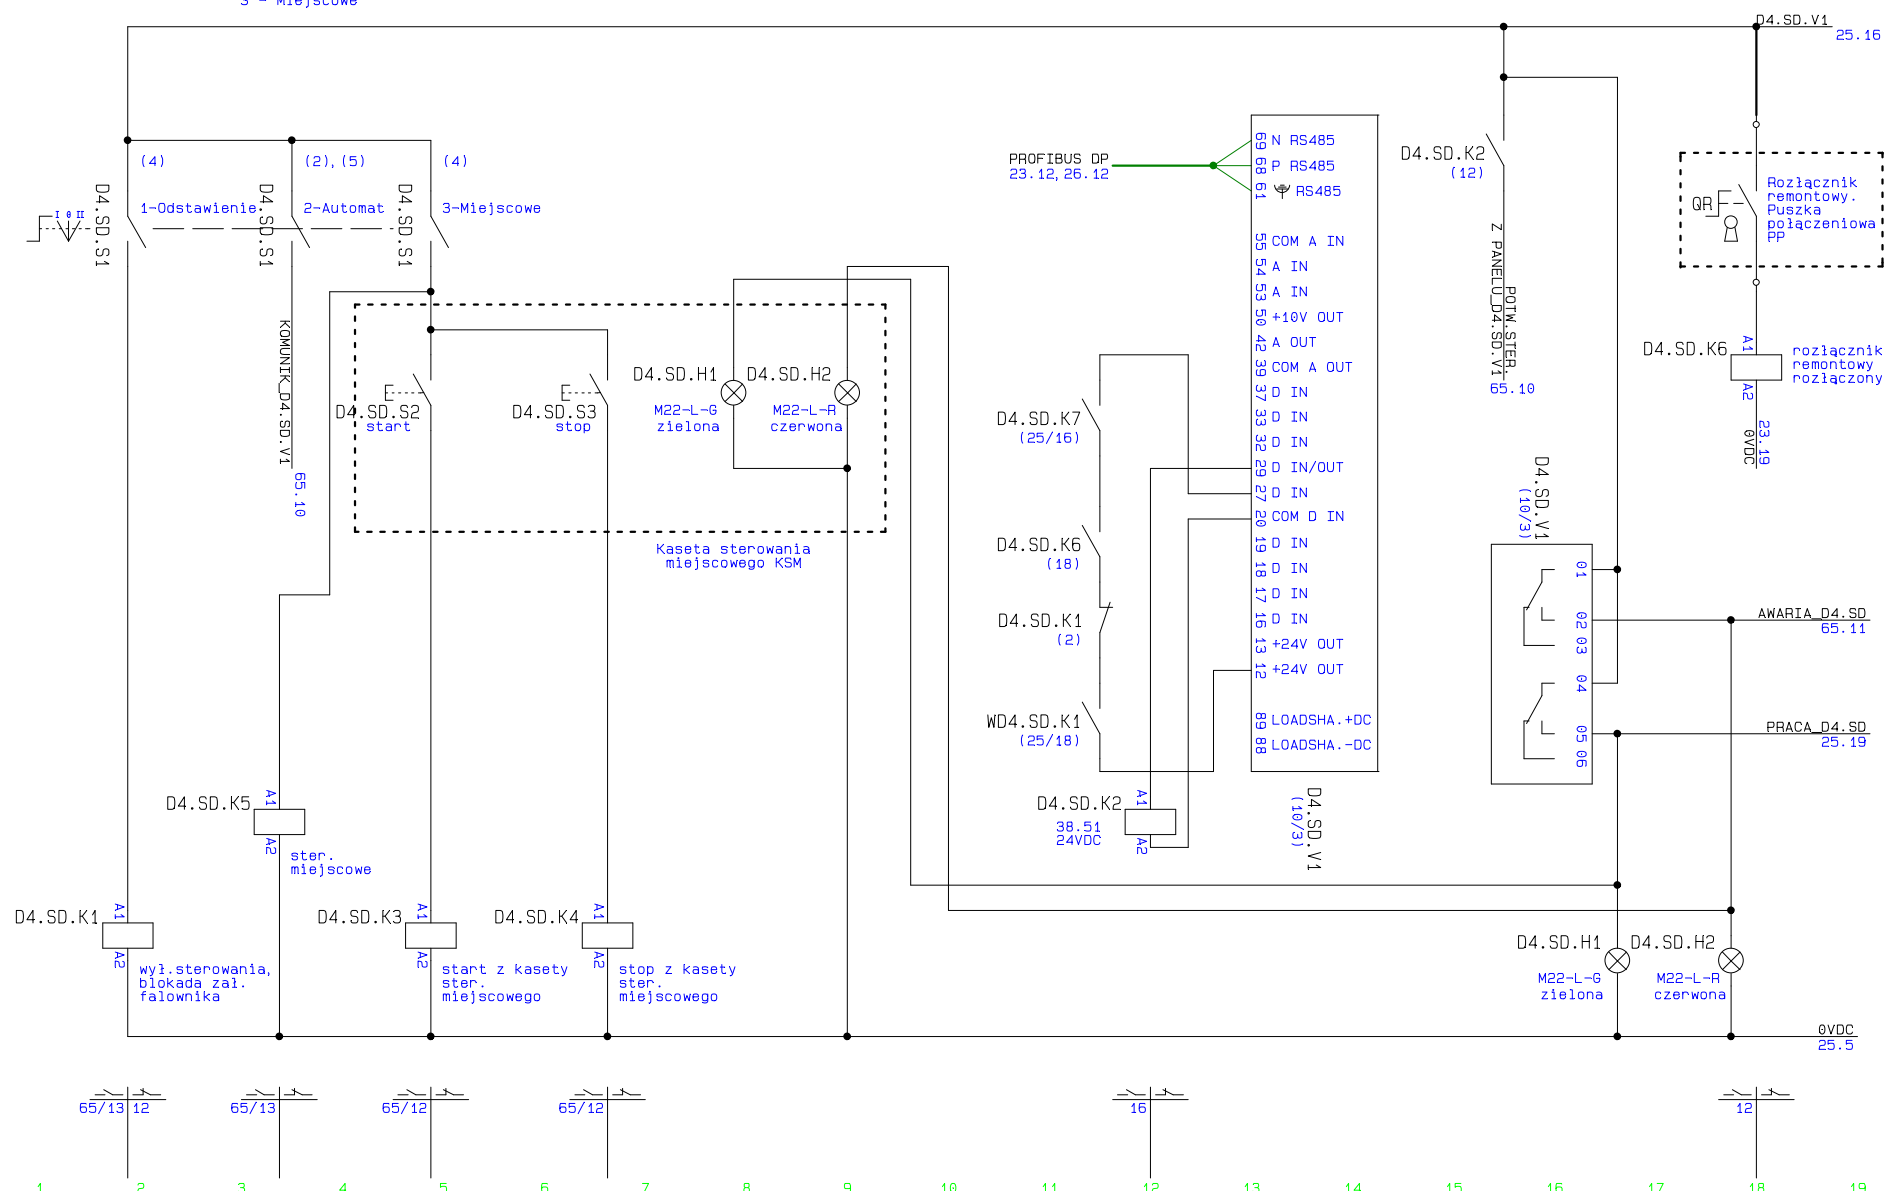 3 - Miejscowe
D4.SD.V1
25.16
(4)
(2),(5)
(4)
D4.SD.S1
1-Odstawienie
D4.SD.S1
2-Automat
D4.SD.S1
3-Miejscowe
I 0 II
KOMUNIK_D4.SD.V1
65.10
D4.SD.S2
start
D4.SD.S3
stop
D4.SD.H1
M22-L-G
zielona
D4.SD.H2
M22-L-R
czerwona
Kaseta sterowania
miejscowego KSM
PROFIBUS DP
23.12,26.12
69 N RS485
68 P RS485
61 RS485
55 COM A IN
54 A IN
53 A IN
50 +10V OUT
42 A OUT
39 COM A OUT
37 D IN
33 D IN
32 D IN
29 D IN/OUT
27 D IN
20 COM D IN
19 D IN
18 D IN
17 D IN
16 D IN
13 +24V OUT
12 +24V OUT
89 LOADSHA.+DC
88 LOADSHA.-DC
D4.SD.V1
(10/3)
D4.SD.K7
(25/16)
D4.SD.K6
(18)
D4.SD.K1
(2)
WD4.SD.K1
(25/18)
D4.SD.K2
38.51
24VDC
A1
A2
D4.SD.K2
(12)
Z PANELU_D4.SD.V1
POTW.STER.
65.10
QR
Rozłącznik
remontowy.
Puszka
połączeniowa
PP
D4.SD.K6
A1
A2
rozłącznik
remontowy
rozłączony
23.19
0VDC
D4.SD.V1
(10/3)
01
02
03
04
05
06
AWARIA_D4.SD
65.11
PRACA_D4.SD
25.19
D4.SD.K5
A1
A2
ster.
miejscowe
D4.SD.K1
A1
A2
wył.sterowania,
blokada zał.
falownika
D4.SD.K3
A1
A2
start z kasety
ster.
miejscowego
D4.SD.K4
A1
A2
stop z kasety
ster.
miejscowego
D4.SD.H1
M22-L-G
zielona
D4.SD.H2
M22-L-R
czerwona
0VDC
25.5
65/13 12
65/13
65/12
65/12
16
12
1 2 3 4 5 6 7 8 9 10 11 12 13 14 15 16 17 18 19